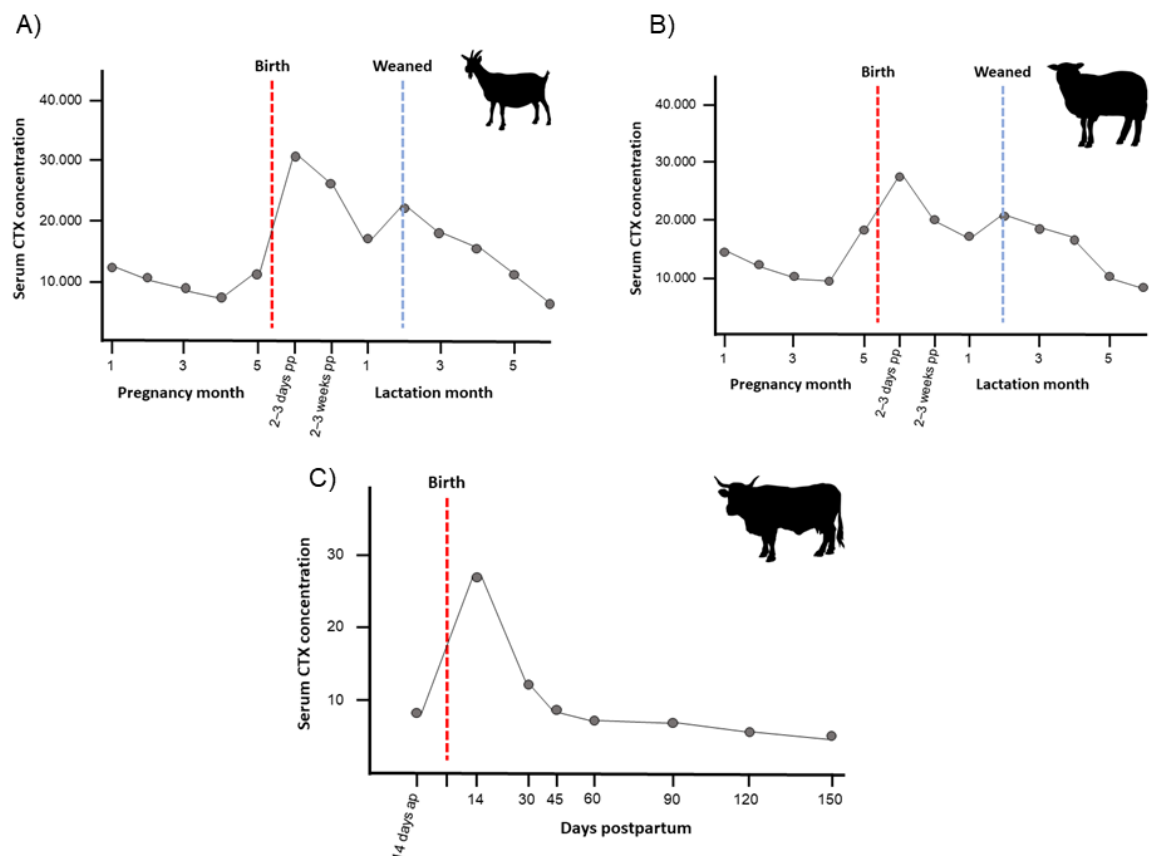 A)
Birth
Weaned
Serum CTX concentration
40.000
30.000
20.000
10.000
1
3
5
2–3 days pp
2–3 weeks pp
1
3
5
Pregnancy month
Lactation month
B)
Birth
Weaned
Serum CTX concentration
40.000
30.000
20.000
10.000
1
3
5
2–3 days pp
2–3 weeks pp
1
3
5
Pregnancy month
Lactation month
C)
Birth
Serum CTX concentration
30
20
10
14 days ap
14
30
45
60
90
120
150
Days postpartum